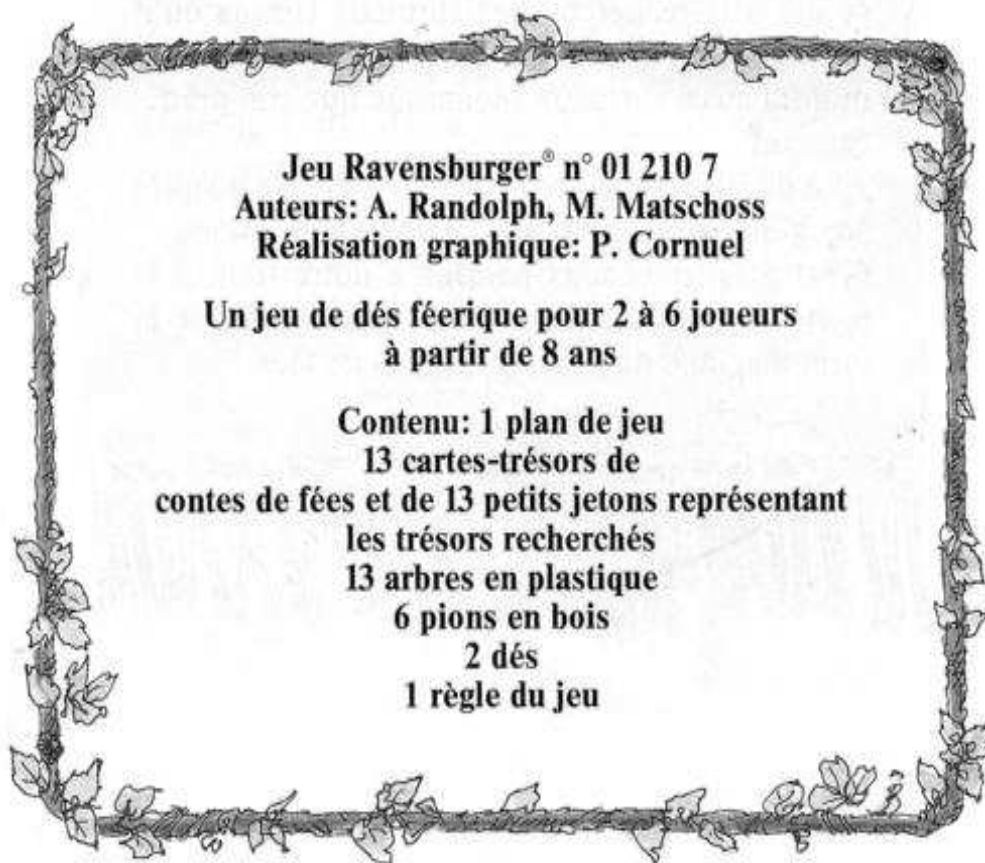 Jeu Ravensburger® n° 01 210 7
Auteurs: A. Randolph, M. Matschoss
Réalisation graphique: P. Cornuel
Un jeu de dés féerique pour 2 à 6 joueurs
à partir de 8 ans
Contenu: 1 plan de jeu
13 cartes-trésors de
contes de fées et de 13 petits jetons représentant
les trésors recherchés
13 arbres en plastique
6 pions en bois
2 dés
1 règle du jeu